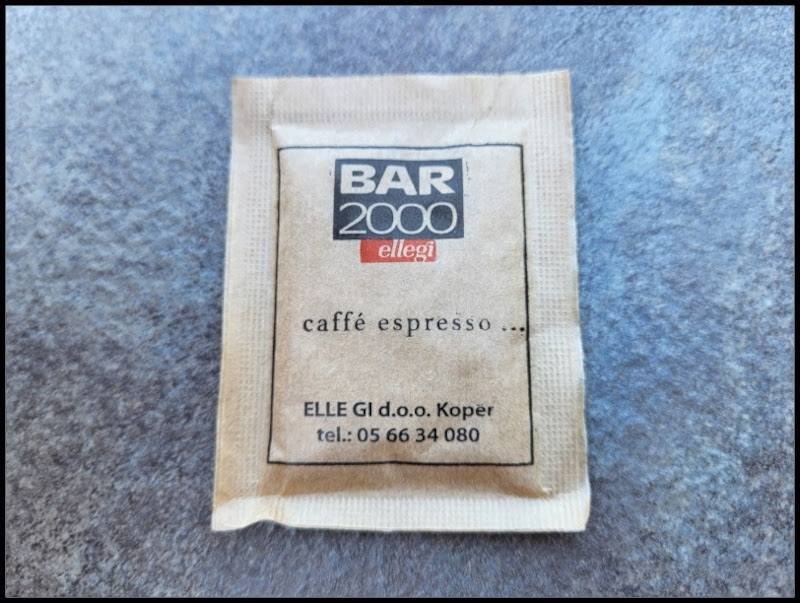 BAR
2000
ellegi
caffé espresso ...
ELLE GI d.o.o. Koper
tel.: 05 66 34 080